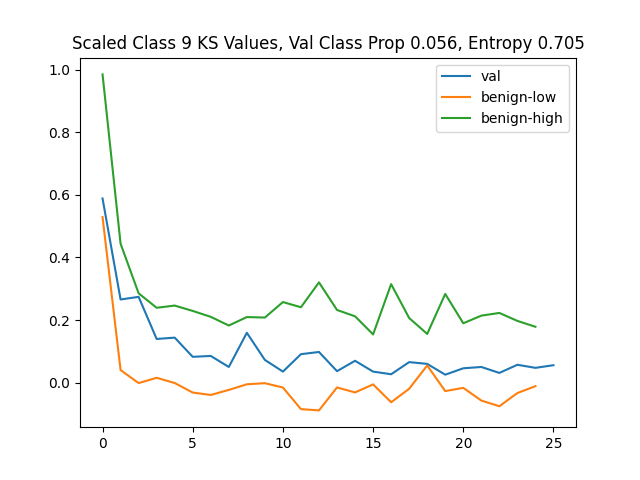 Scaled Class 9 KS Values, Val Class Prop 0.056, Entropy 0.705
val
benign-low
benign-high
1.0
0.8
0.6
0.4
0.2
0.0
0 5 10 15 20 25